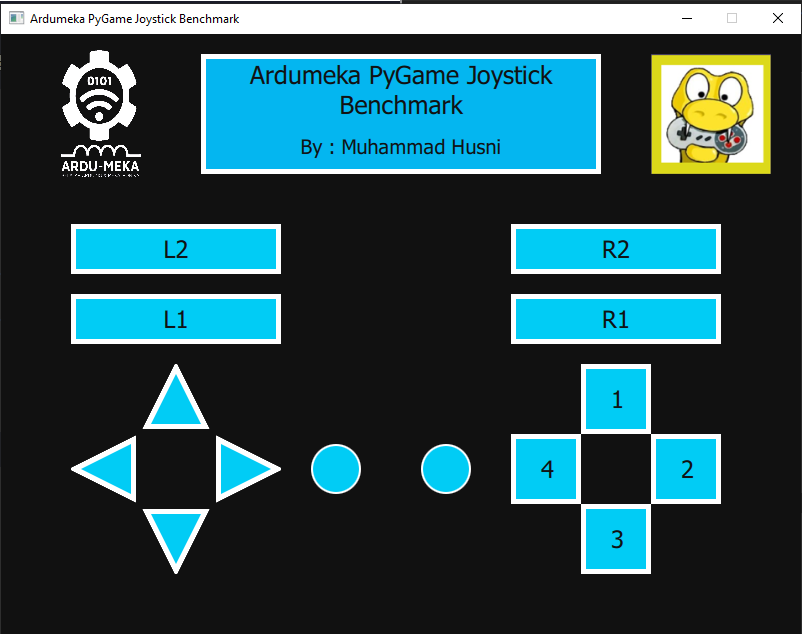 Ardumeka PyGame Joystick Benchmark
0101
ARDU-MEKA
Ardumeka PyGame Joystick
Benchmark
By : Muhammad Husni
L2
R2
L1
R1
1
4
2
3